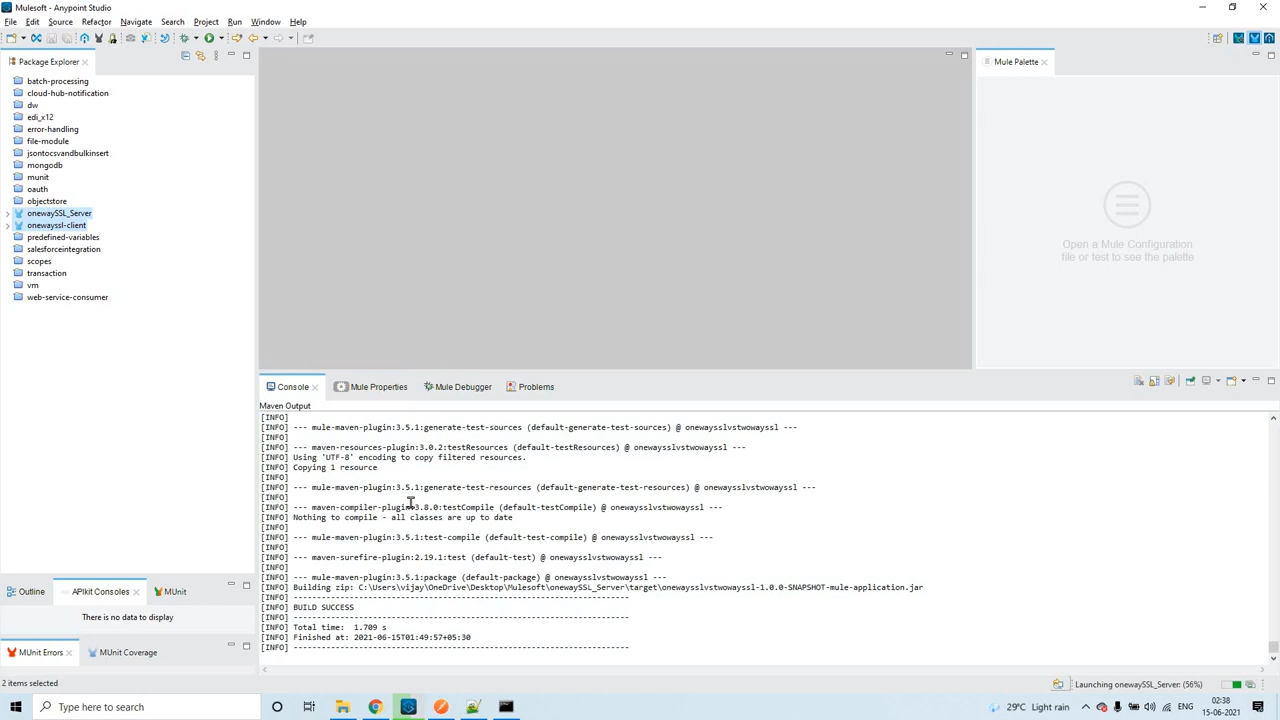 Mulesoft - Anypoint Studio
File Edit Source Refactor Navigate Search Project Run Window Help
Package Explorer
batch-processing
cloud-hub-notification
dw
edi_x12
error-handling
file-module
jsontocsvandbulkinsert
mongodb
munit
oauth
objectstore
onewaySSL_Server
onewayssl-client
predefined-variables
salesforceintegration
scopes
transaction
vm
web-service-consumer
Mule Palette
Open a Mule Configuration
file or test to see the palette
Console Mule Properties Mule Debugger Problems
Maven Output
[INFO]
[INFO] --- mule-maven-plugin:3.5.1:generate-test-sources (default-generate-test-sources) @ onewaysslvstwowayssl ---
[INFO]
[INFO] --- maven-resources-plugin:3.0.2:testResources (default-testResources) @ onewaysslvstwowayssl ---
[INFO] Using 'UTF-8' encoding to copy filtered resources.
[INFO] Copying 1 resource
[INFO]
[INFO] --- mule-maven-plugin:3.5.1:generate-test-resources (default-generate-test-resources) @ onewaysslvstwowayssl ---
[INFO]
[INFO] --- maven-compiler-plugin:3.8.0:testCompile (default-testCompile) @ onewaysslvstwowayssl ---
[INFO] Nothing to compile - all classes are up to date
[INFO]
[INFO] --- mule-maven-plugin:3.5.1:test-compile (default-test-compile) @ onewaysslvstwowayssl ---
[INFO]
[INFO] --- maven-surefire-plugin:2.19.1:test (default-test) @ onewaysslvstwowayssl ---
[INFO]
[INFO] --- mule-maven-plugin:3.5.1:package (default-package) @ onewaysslvstwowayssl ---
[INFO] Building zip: C:\Users\vijay\OneDrive\Desktop\Mulesoft\onewaySSL_Server\target\onewaysslvstwowayssl-1.0.0-SNAPSHOT-mule-application.jar
[INFO] ------------------------------------------------------------------------
[INFO] BUILD SUCCESS
[INFO] ------------------------------------------------------------------------
[INFO] Total time: 1.709 s
[INFO] Finished at: 2021-06-15T01:49:57+05:30
[INFO] ------------------------------------------------------------------------
Outline APIkit Consoles MUnit
There is no data to display
MUnit Errors MUnit Coverage
2 items selected
Launching onewaySSL_Server: (56%)
Type here to search
29°C Light rain
ENG
02:38
15-06-2021